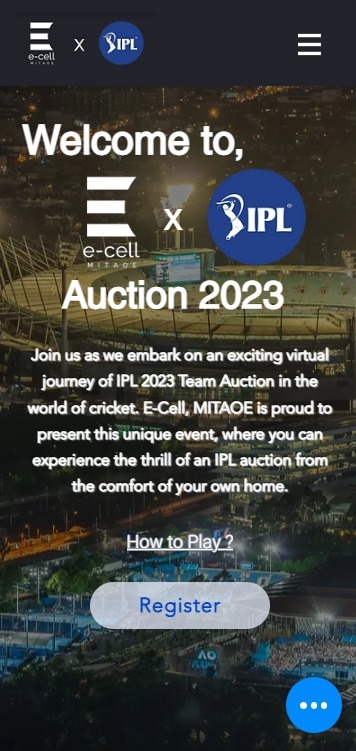 e-cell X IPL
MITAOE
Welcome to,
e-cell X IPL
MITAOE
Auction 2023
Join us as we embark on an exciting virtual
journey of IPL 2023 Team Auction in the
world of cricket. E-Cell, MITAOE is proud to
present this unique event, where you can
experience the thrill of an IPL auction from
the comfort of your own home.
How to Play ?
Register
AO